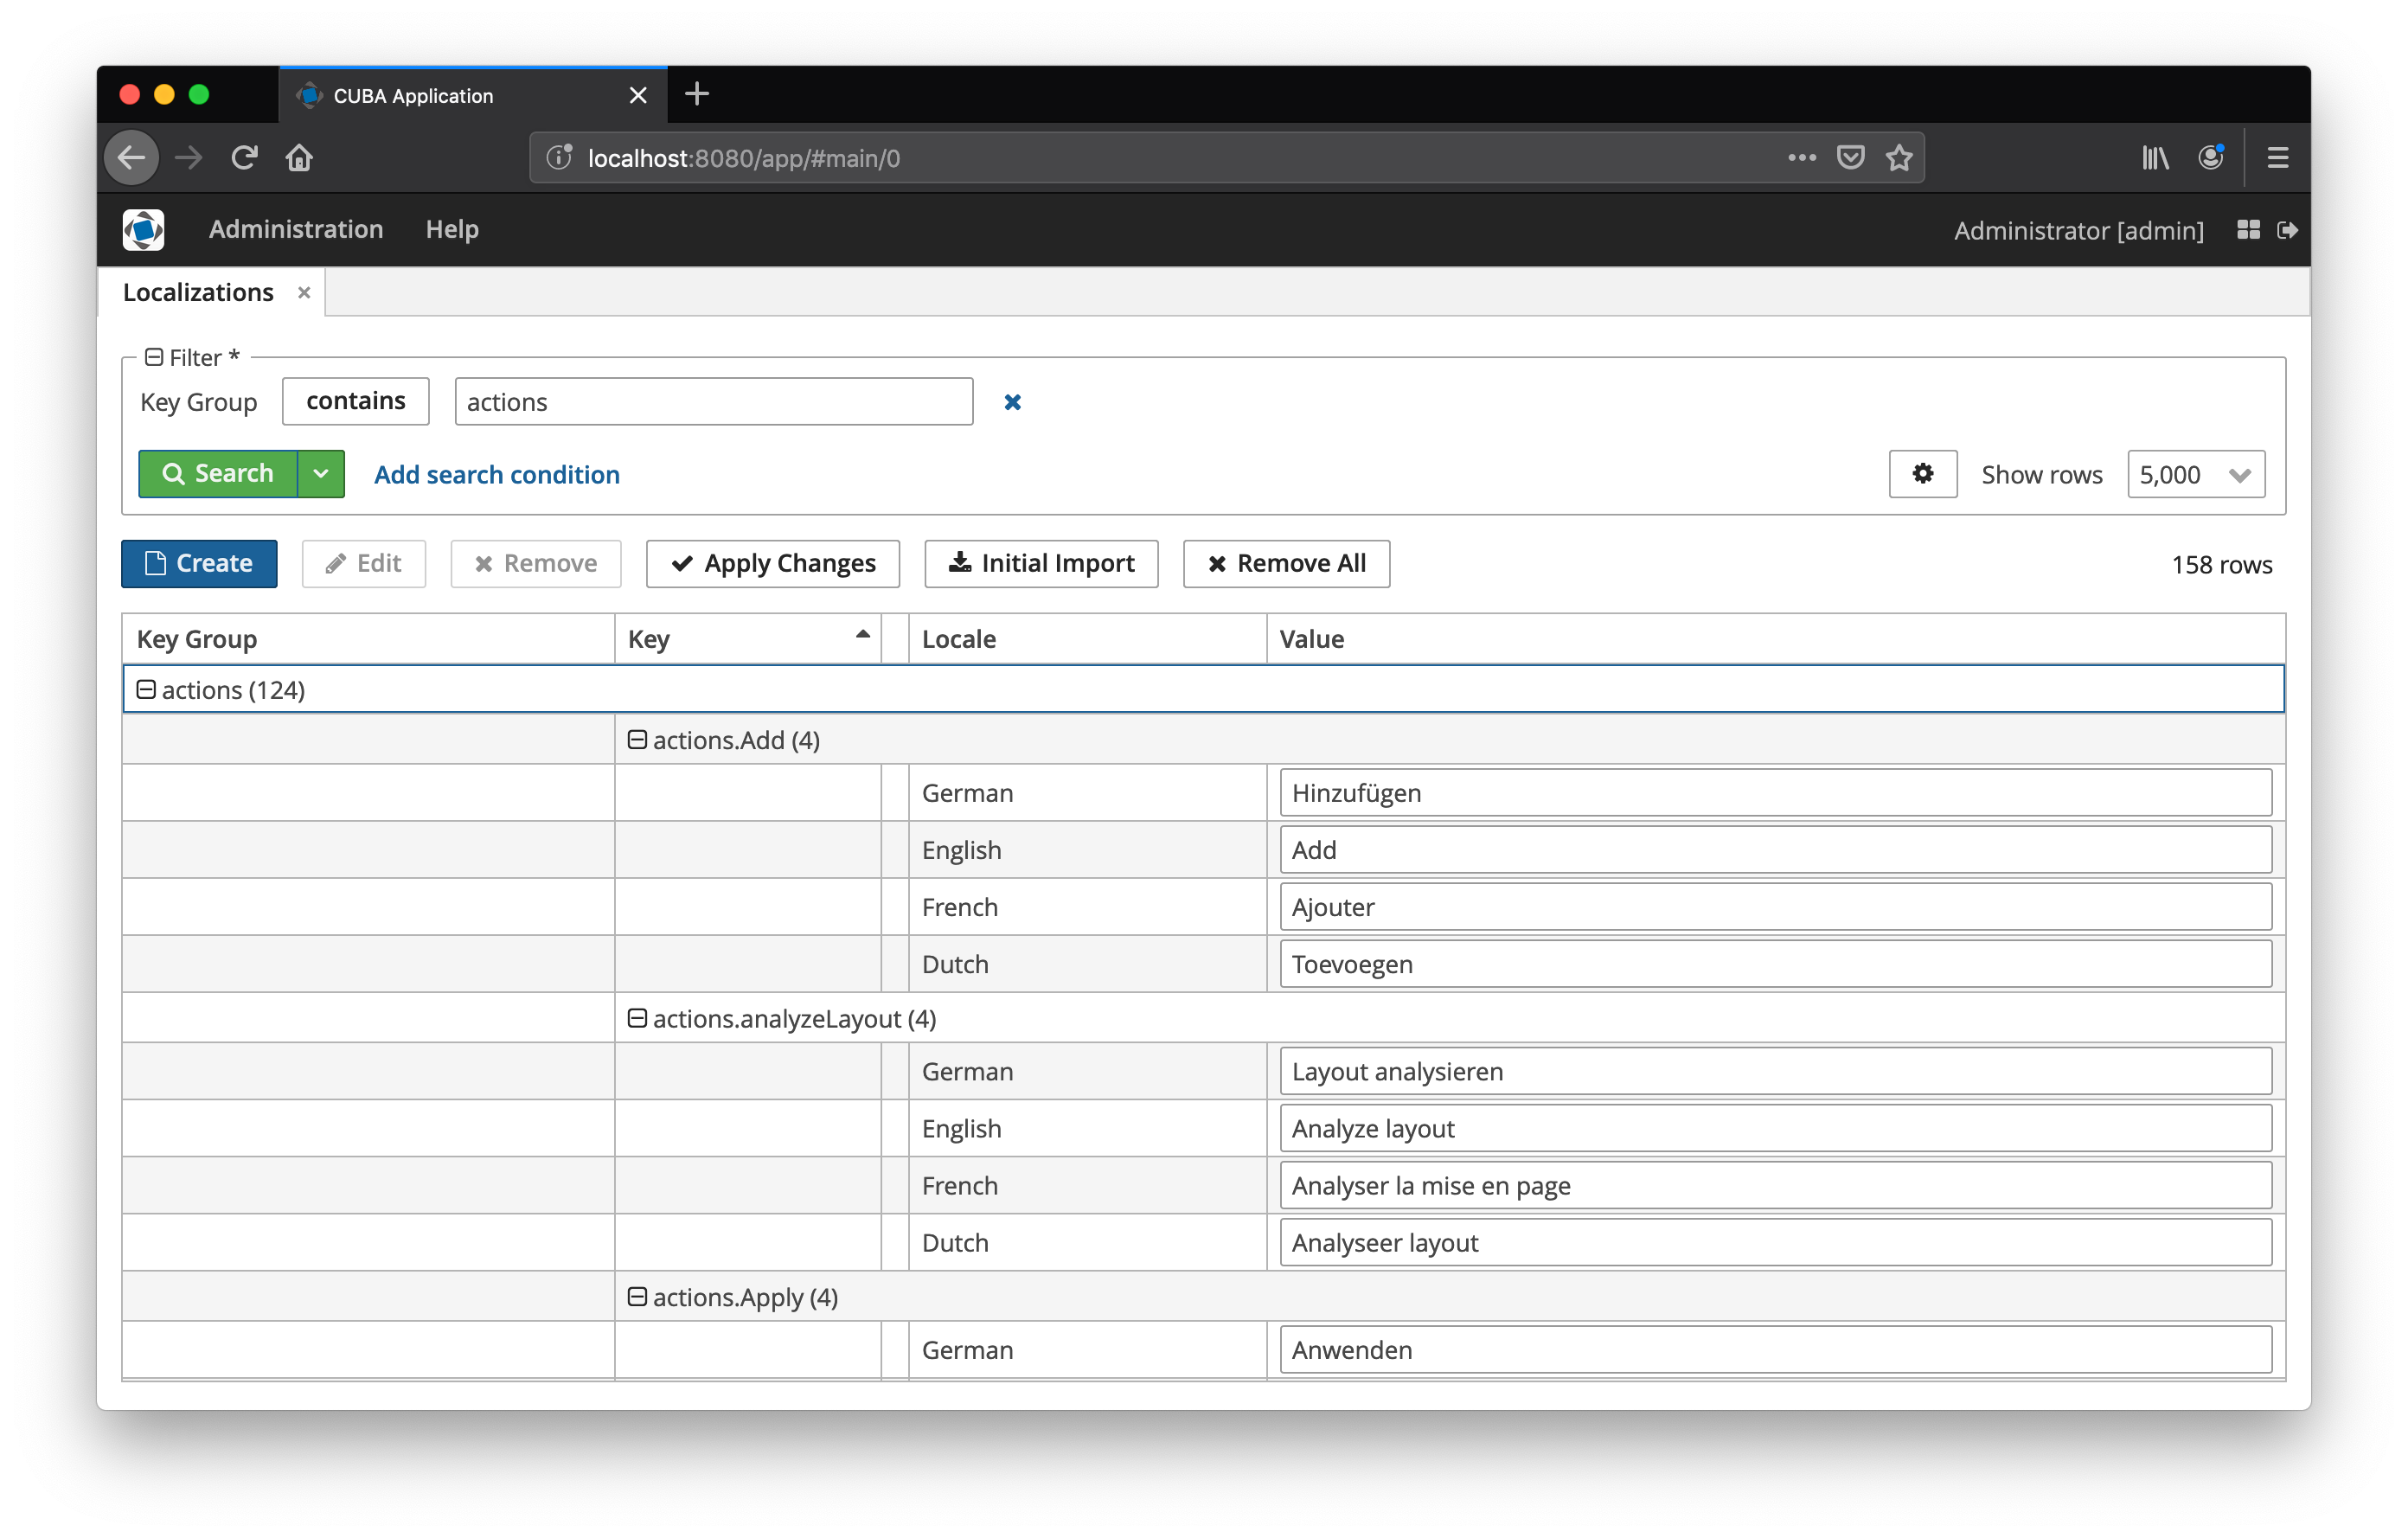 CUBA Application
localhost:8080/app/#main/0
Administration Help Administrator [admin]
Localizations
Filter *
Key Group contains actions
Search Add search condition Show rows 5,000
Create Edit Remove Apply Changes Initial Import Remove All 158 rows
Key Group Key Locale Value
actions (124)
actions.Add (4)
German Hinzufügen
English Add
French Ajouter
Dutch Toevoegen
actions.analyzeLayout (4)
German Layout analysieren
English Analyze layout
French Analyser la mise en page
Dutch Analyseer layout
actions.Apply (4)
German Anwenden